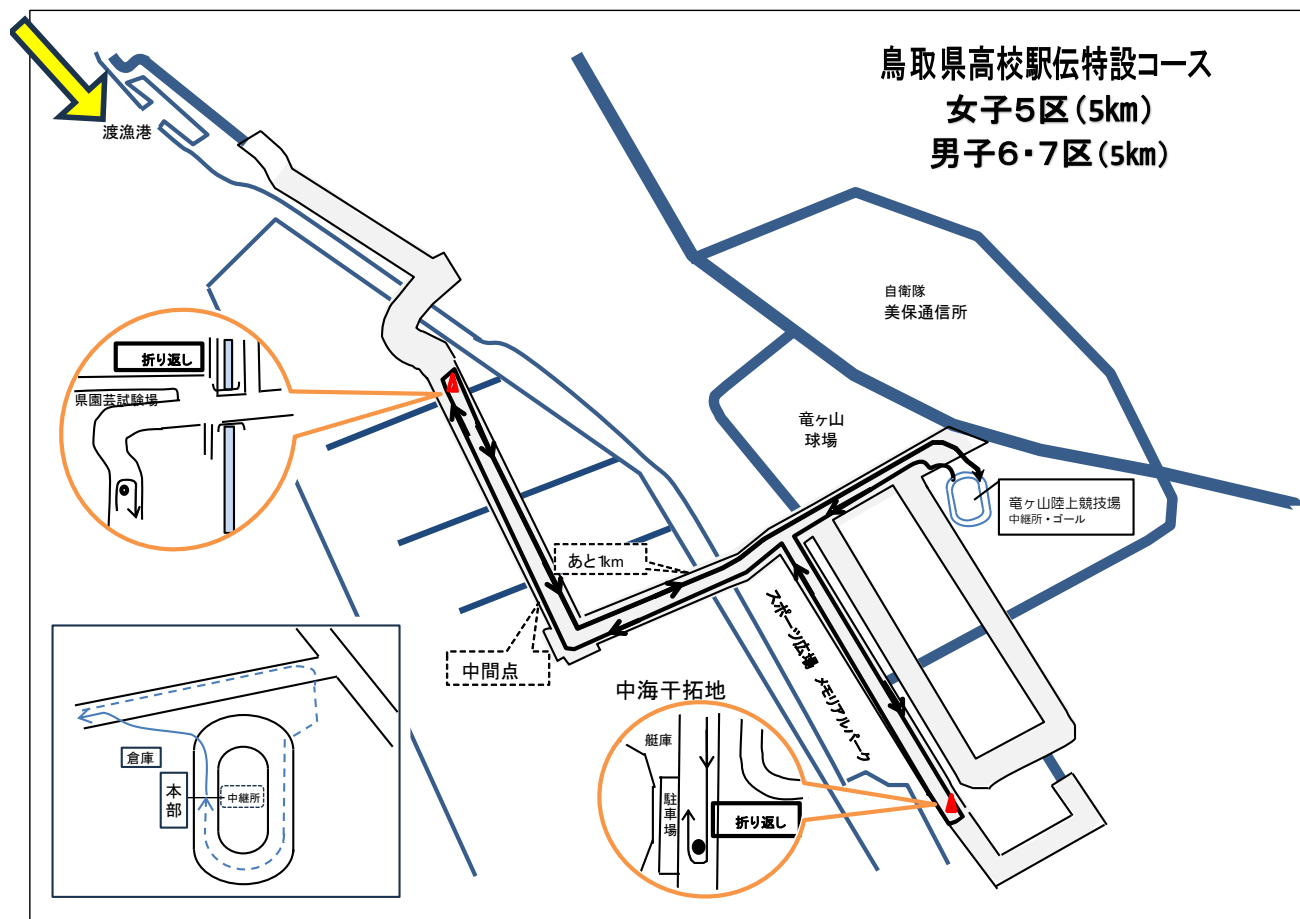 鳥取県高校駅伝特設コース
女子5区(5km)
男子6・7区(5km)
渡漁港
自衛隊
美保通信所
折り返し
県園芸試験場
竜ヶ山
球場
竜ヶ山陸上競技場
中継所・ゴール
あと1km
中間点
スポーツ広場 メモリアルパーク
中海干拓地
艇庫
駐車場
折り返し
倉庫
本部
中継所